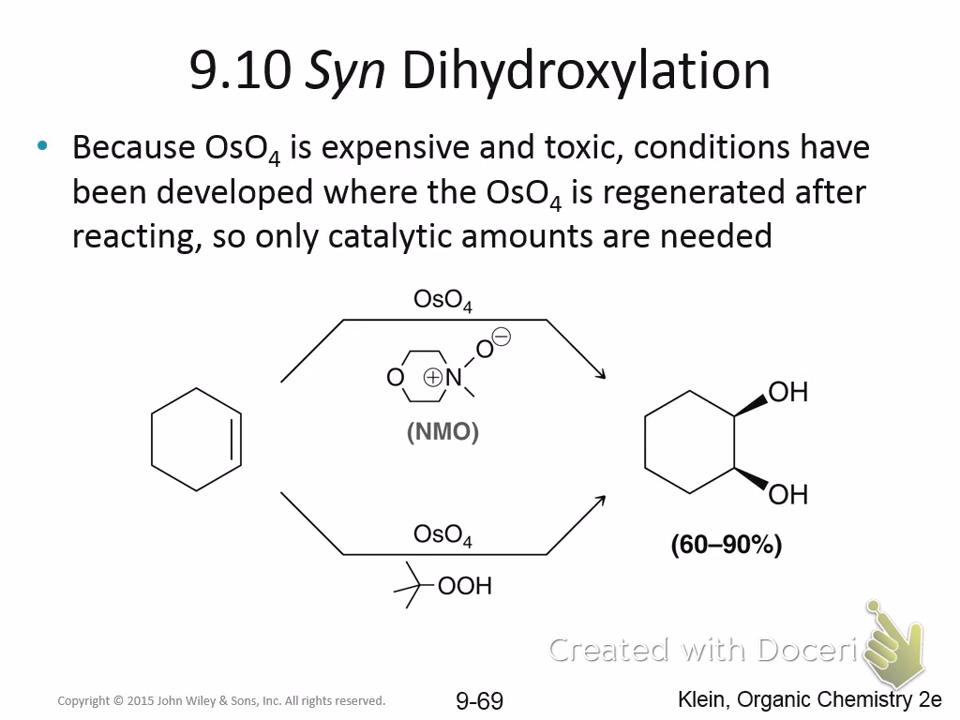 9.10 Syn Dihydroxylation
• Because OsO₄ is expensive and toxic, conditions have
been developed where the OsO₄ is regenerated after
reacting, so only catalytic amounts are needed
OsO₄
O⊖
O ⊕N
(NMO)
OH
OH
(60–90%)
OsO₄
OOH
Created with Doceri
Copyright © 2015 John Wiley & Sons, Inc. All rights reserved.
9-69
Klein, Organic Chemistry 2e